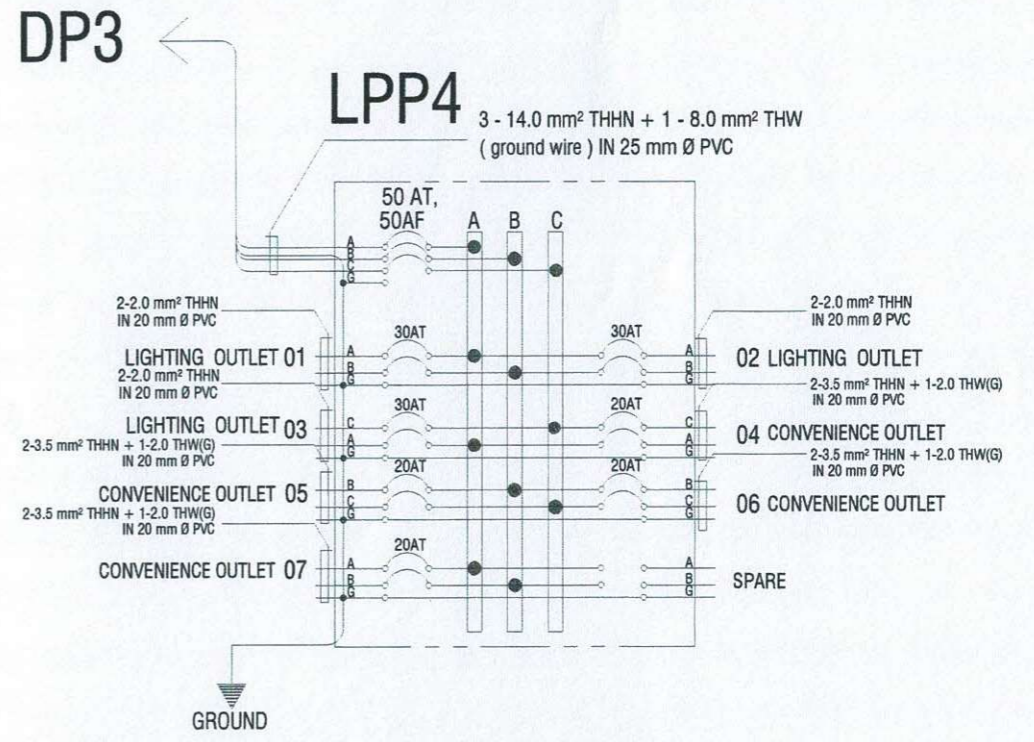 DP3
LPP4
3 - 14.0 mm² THHN + 1 - 8.0 mm² THW
( ground wire ) IN 25 mm Ø PVC
50 AT,
50AF
A B C
A
B
C
G
2-2.0 mm² THHN
IN 20 mm Ø PVC
2-2.0 mm² THHN
IN 20 mm Ø PVC
30AT
30AT
LIGHTING OUTLET 01
A
B
G
A
B
G
02 LIGHTING OUTLET
2-2.0 mm² THHN
IN 20 mm Ø PVC
2-3.5 mm² THHN + 1-2.0 THW(G)
IN 20 mm Ø PVC
30AT
20AT
LIGHTING OUTLET 03
C
A
G
C
A
G
04 CONVENIENCE OUTLET
2-3.5 mm² THHN + 1-2.0 THW(G)
IN 20 mm Ø PVC
2-3.5 mm² THHN + 1-2.0 THW(G)
IN 20 mm Ø PVC
20AT
20AT
CONVENIENCE OUTLET 05
B
C
G
B
C
G
06 CONVENIENCE OUTLET
2-3.5 mm² THHN + 1-2.0 THW(G)
IN 20 mm Ø PVC
20AT
CONVENIENCE OUTLET 07
A
B
G
A
B
G
SPARE
GROUND